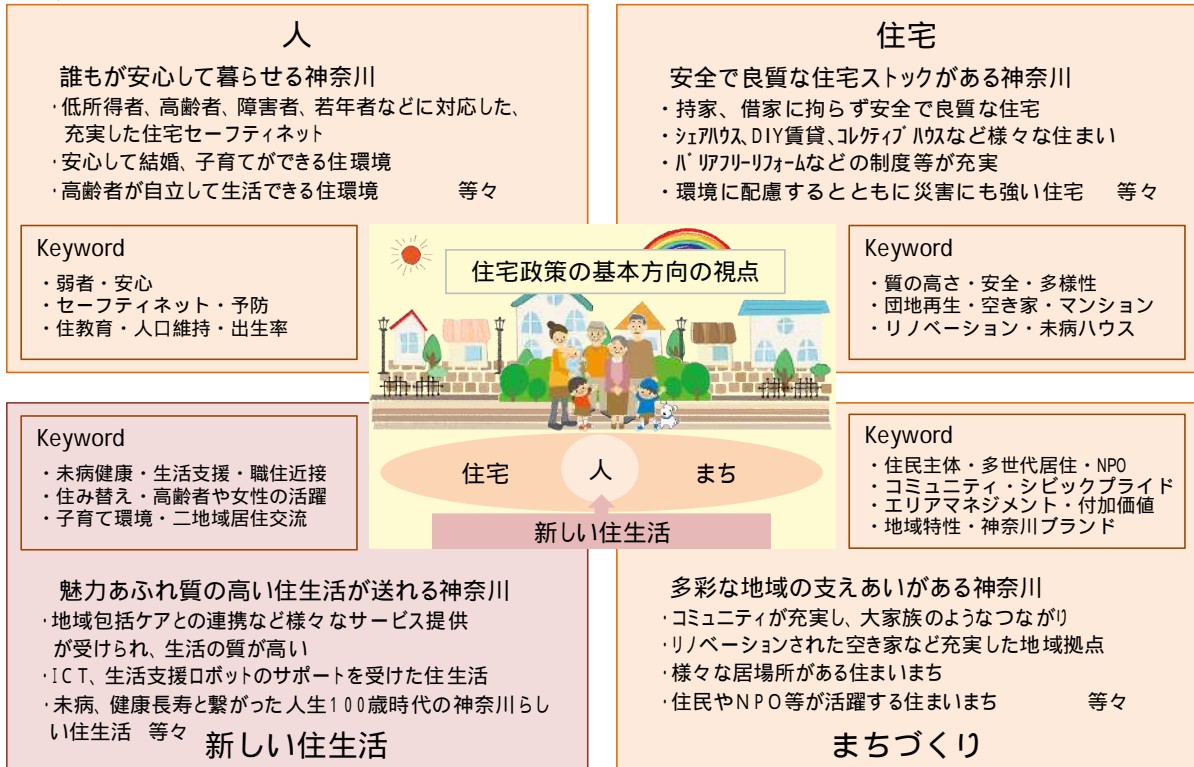 人
誰もが安心して暮らせる神奈川
・低所得者、高齢者、障害者、若年者などに対応した、
充実した住宅セーフティネット
・安心して結婚、子育てができる住環境
・高齢者が自立して生活できる住環境　等々
Keyword
・弱者・安心
・セーフティネット・予防
・住教育・人口維持・出生率
住宅
安全で良質な住宅ストックがある神奈川
・持家、借家に拘らず安全で良質な住宅
・シェアハウス、DIY賃貸、コレクティブハウスなど様々な住まい
・バリアフリーリフォームなどの制度等が充実
・環境に配慮するとともに災害にも強い住宅　等々
Keyword
・質の高さ・安全・多様性
・団地再生・空き家・マンション
・リノベーション・未病ハウス
住宅政策の基本方向の視点
住宅　人　まち
新しい住生活
Keyword
・未病健康・生活支援・職住近接
・住み替え・高齢者や女性の活躍
・子育て環境・二地域居住交流
魅力あふれ質の高い住生活が送れる神奈川
・地域包括ケアとの連携など様々なサービス提供
が受けられ、生活の質が高い
・ICT、生活支援ロボットのサポートを受けた住生活
・未病、健康長寿と繋がった人生100歳時代の神奈川らし
い住生活　等々
新しい住生活
Keyword
・住民主体・多世代居住・NPO
・コミュニティ・シビックプライド
・エリアマネジメント・付加価値
・地域特性・神奈川ブランド
多彩な地域の支えあいがある神奈川
・コミュニティが充実し、大家族のようなつながり
・リノベーションされた空き家など充実した地域拠点
・様々な居場所がある住まいまち
・住民やNPO等が活躍する住まいまち　等々
まちづくり